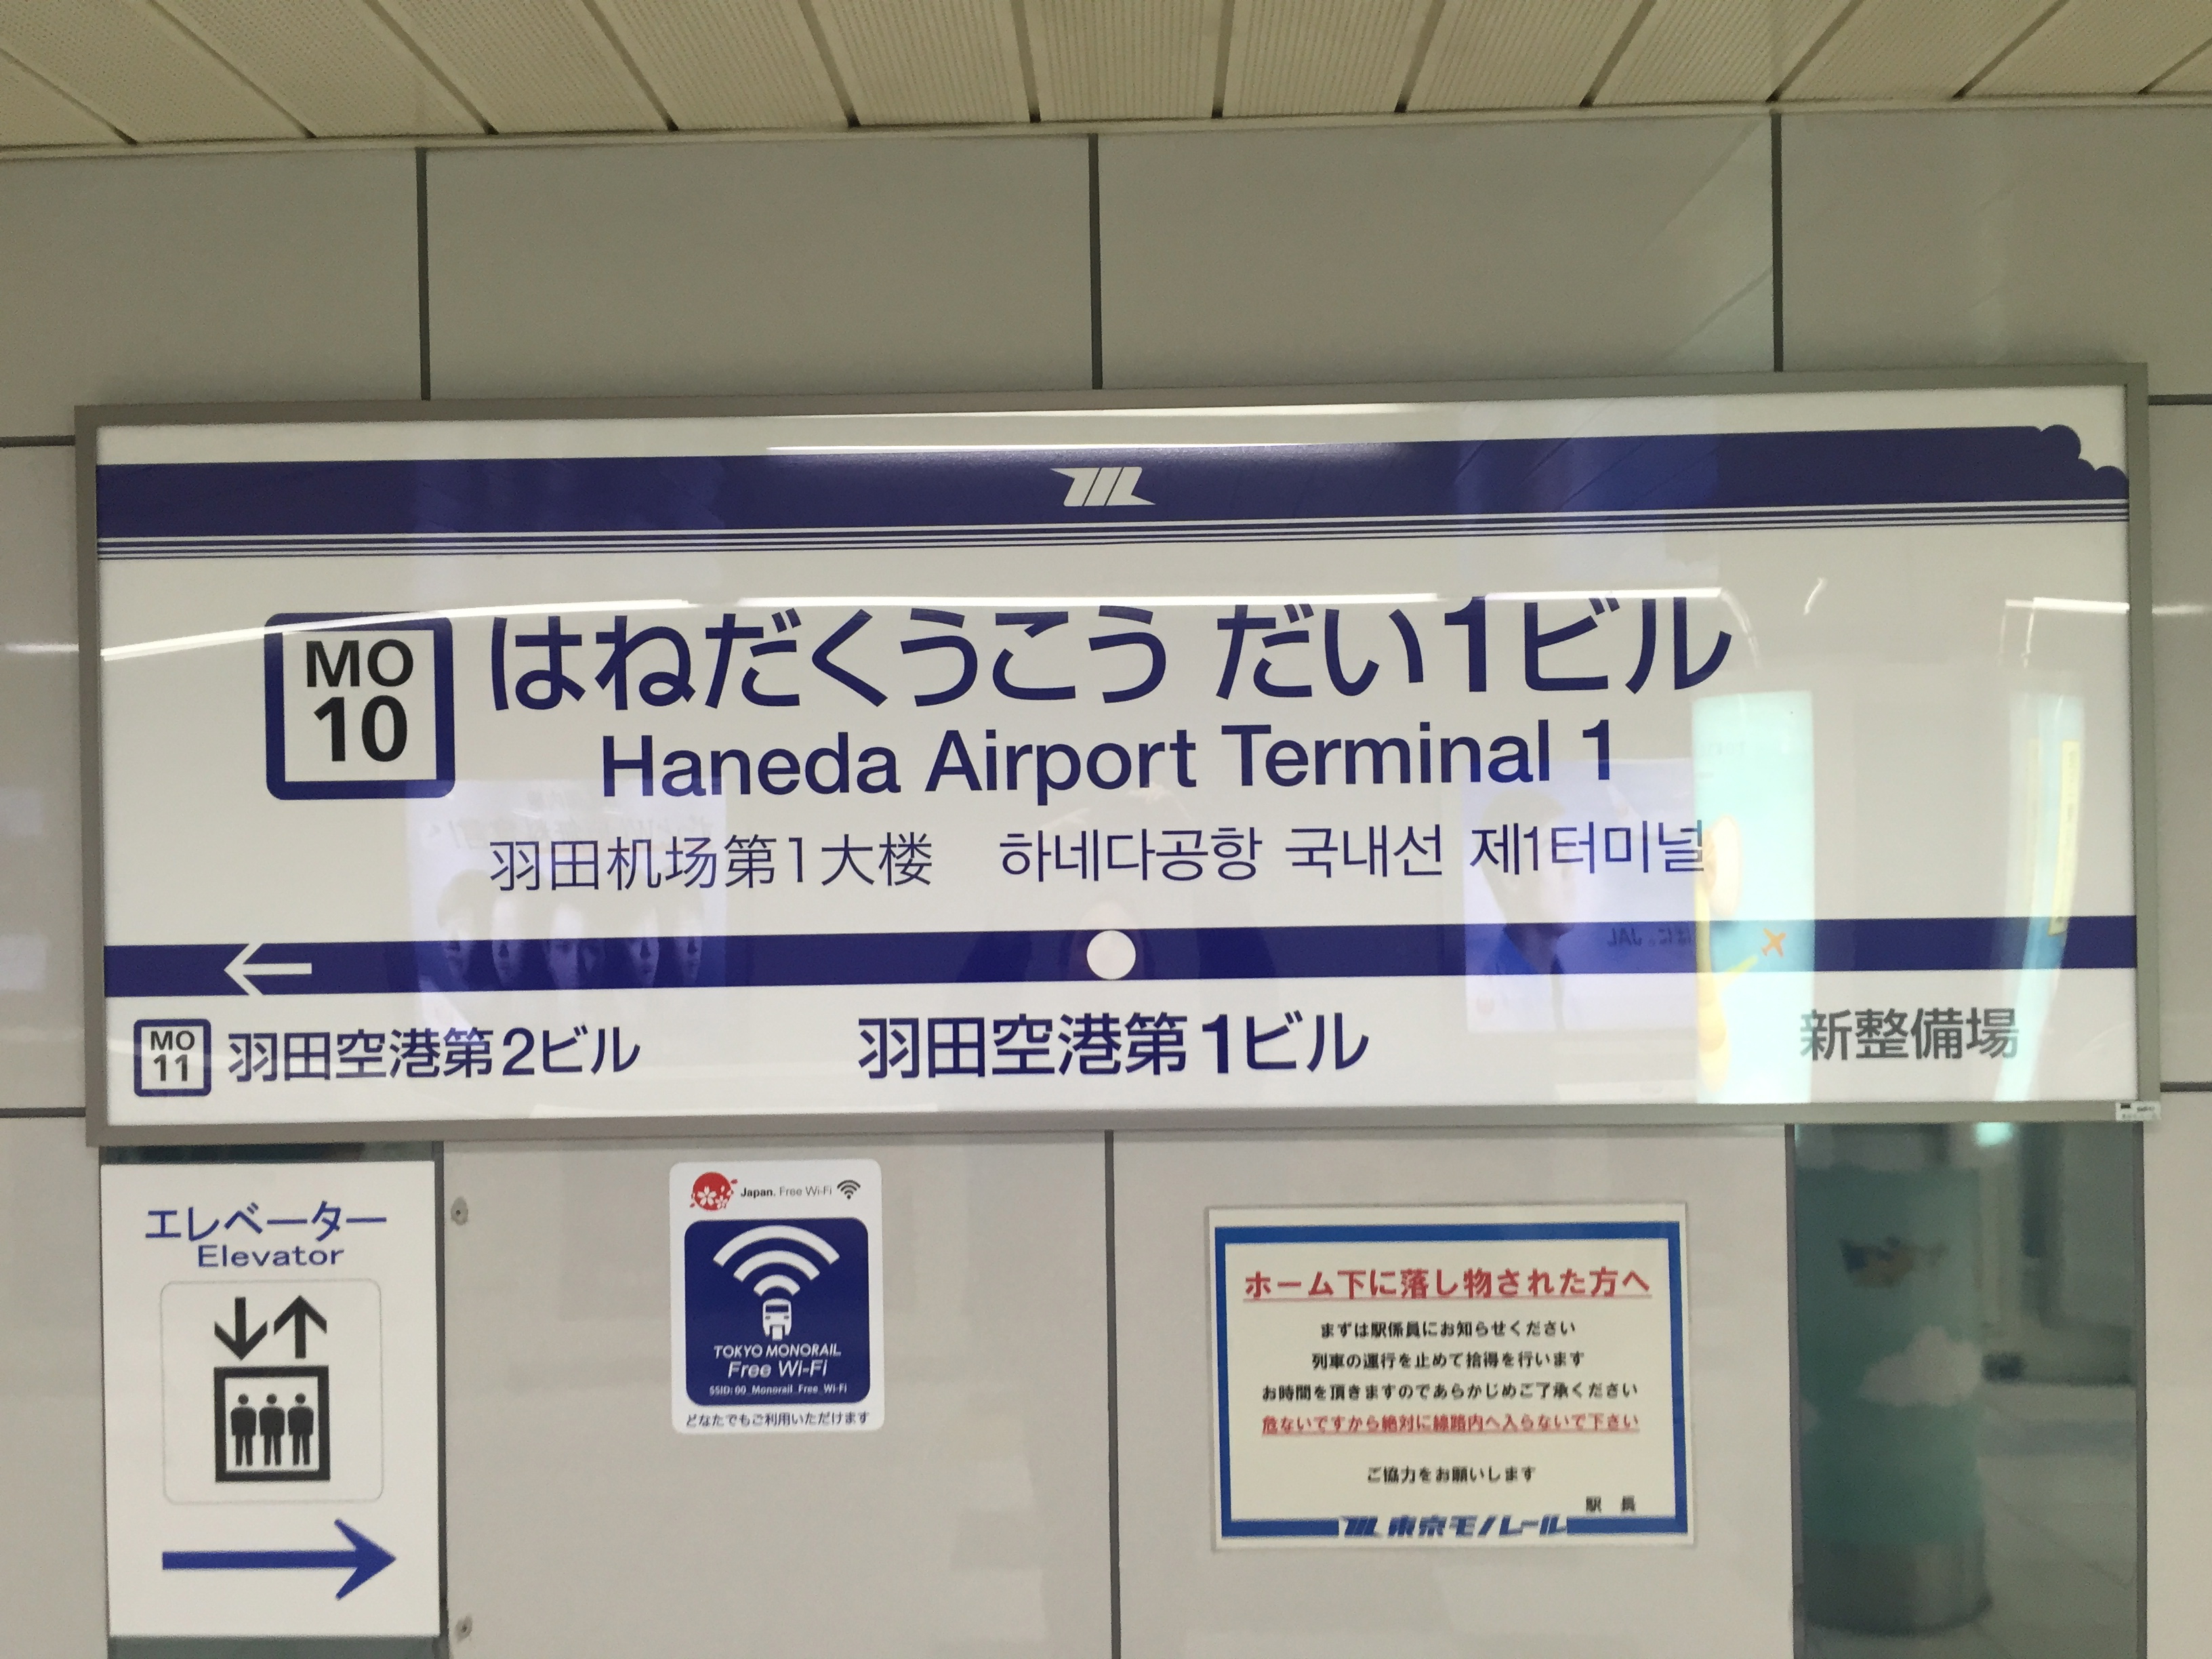 MO
10
はねだくうこう だい1ビル
Haneda Airport Terminal 1
羽田机场第1大楼 하네다공항 국내선 제1터미널
MO
11
羽田空港第2ビル
羽田空港第1ビル
新整備場
エレベーター
Elevator
Japan. Free Wi-Fi
TOKYO MONORAIL
Free Wi-Fi
SSID: 00_Monorail_Free_Wi-Fi
どなたでもご利用いただけます
ホーム下に落し物された方へ
まずは駅係員にお知らせください
列車の運行を止めて拾得を行います
お時間を頂きますのであらかじめご了承ください
危ないですから絶対に線路内へ入らないで下さい
ご協力をお願いします
駅 長
東京モノレール